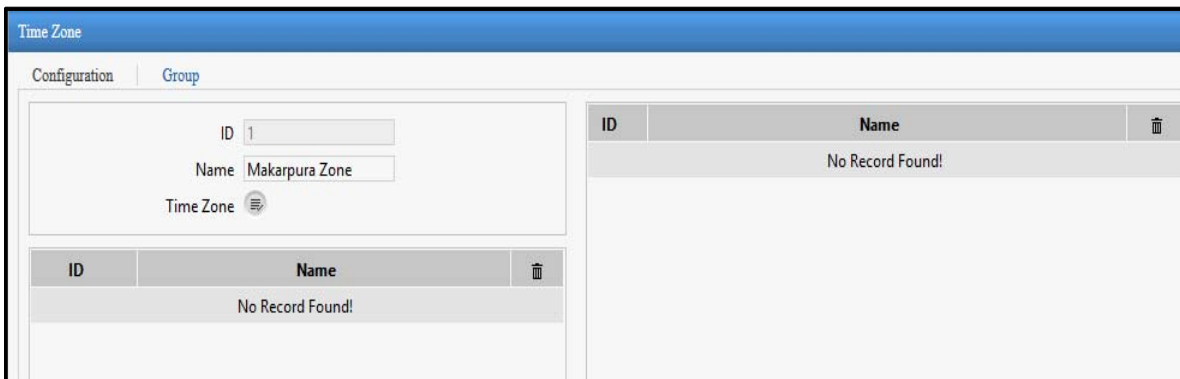 Time Zone
Configuration Group
ID 1
Name Makarpura Zone
Time Zone
ID Name
No Record Found!
ID Name
No Record Found!